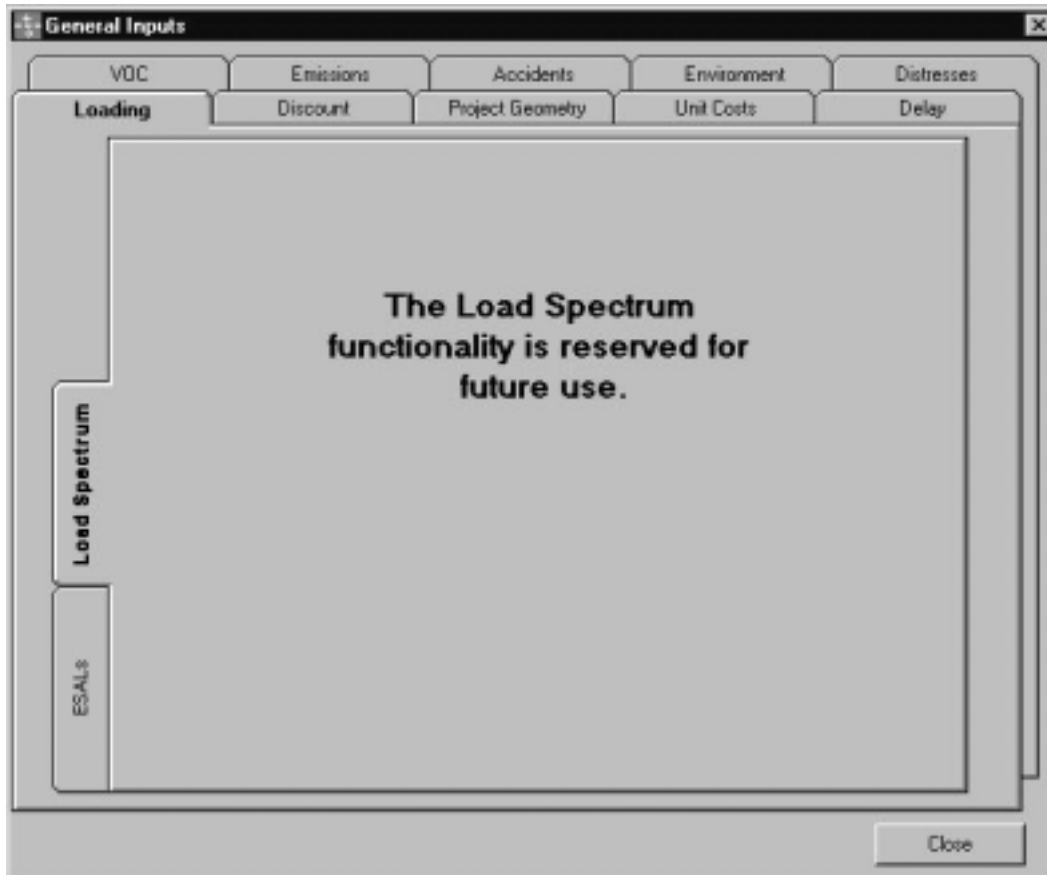 General Inputs
VOC Emissions Accidents Environment Distresses
Loading Discount Project Geometry Unit Costs Delay
The Load Spectrum
functionality is reserved for
future use.
Load Spectrum
ESALs
Close